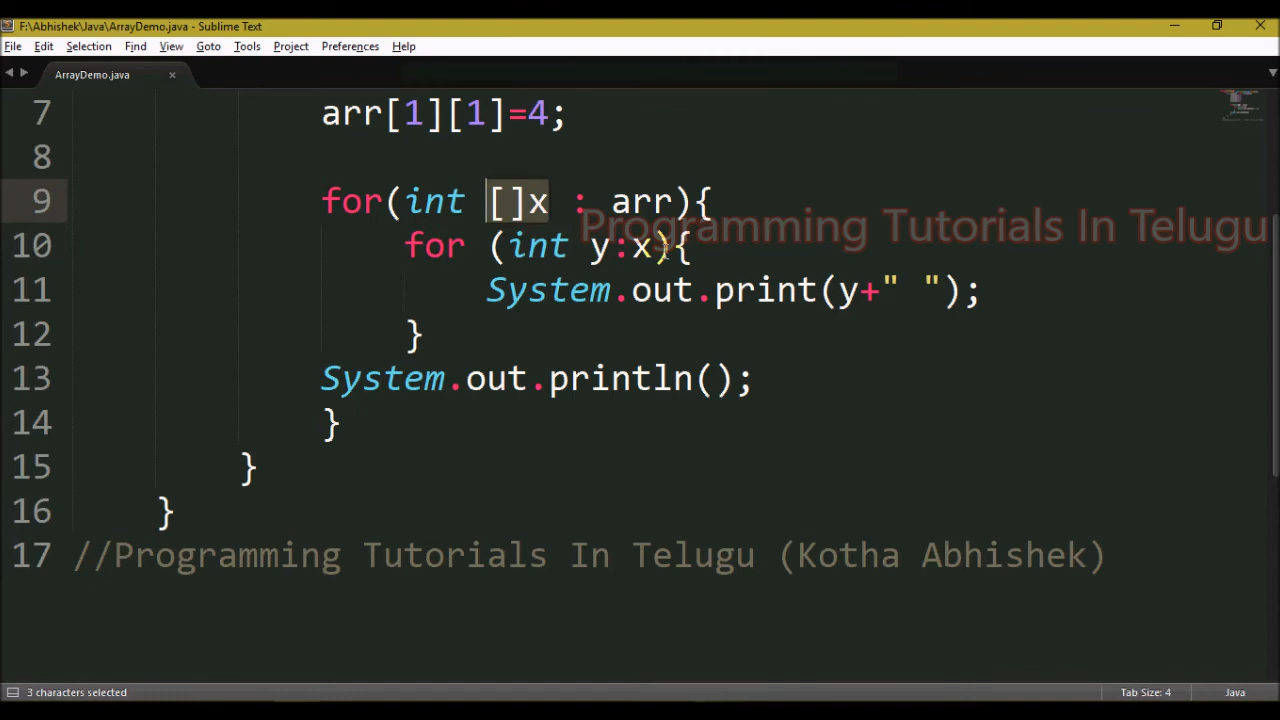 F:\Abhishek\Java\ArrayDemo.java - Sublime Text
File Edit Selection Find View Goto Tools Project Preferences Help
ArrayDemo.java
7 arr[1][1]=4;
8
9 for(int []x : arr){
Programming Tutorials In Telugu
10 for (int y:x){
11 System.out.print(y+" ");
12 }
13 System.out.println();
14 }
15 }
16 }
17 //Programming Tutorials In Telugu (Kotha Abhishek)
3 characters selected Tab Size: 4 Java